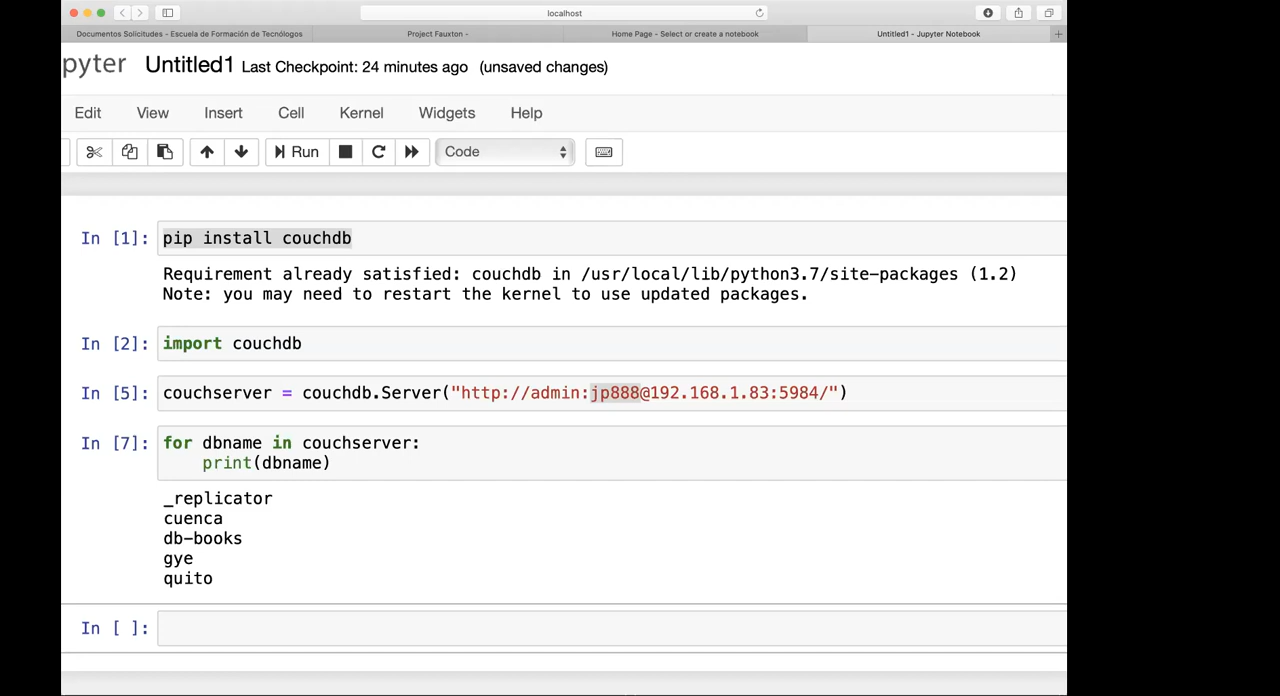 localhost
Documentos Solicitudes - Escuela de Formación de Tecnólogos
Project Fauxton -
Home Page - Select or create a notebook
Untitled1 - Jupyter Notebook
pyter Untitled1 Last Checkpoint: 24 minutes ago (unsaved changes)
Edit View Insert Cell Kernel Widgets Help
Run Code
In [1]: pip install couchdb
Requirement already satisfied: couchdb in /usr/local/lib/python3.7/site-packages (1.2)
Note: you may need to restart the kernel to use updated packages.
In [2]: import couchdb
In [5]: couchserver = couchdb.Server("http://admin:jp888@192.168.1.83:5984/")
In [7]: for dbname in couchserver:
print(dbname)
_replicator
cuenca
db-books
gye
quito
In [ ]: